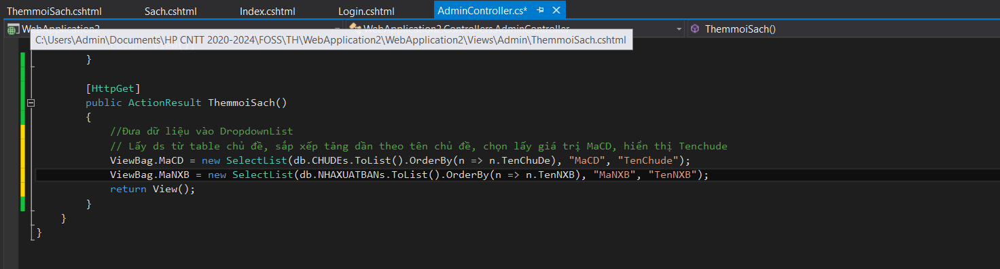 ThemmoiSach.cshtml Sach.cshtml Index.cshtml Login.cshtml AdminController.cs*
WebApplication2 WebApplication2.Controllers.AdminController ThemmoiSach()
C:\Users\Admin\Documents\HP CNTT 2020-2024\FOSS\TH\WebApplication2\WebApplication2\Views\Admin\ThemmoiSach.cshtml
}
[HttpGet]
public ActionResult ThemmoiSach()
{
//Đưa dữ liệu vào DropdownList
// Lấy ds từ table chủ đề, sắp xếp tăng dần theo tên chủ đề, chọn lấy giá trị MaCD, hiển thị Tenchude
ViewBag.MaCD = new SelectList(db.CHUDEs.ToList().OrderBy(n => n.TenChuDe), "MaCD", "TenChude");
ViewBag.MaNXB = new SelectList(db.NHAXUATBANs.ToList().OrderBy(n => n.TenNXB), "MaNXB", "TenNXB");
return View();
}
}
}